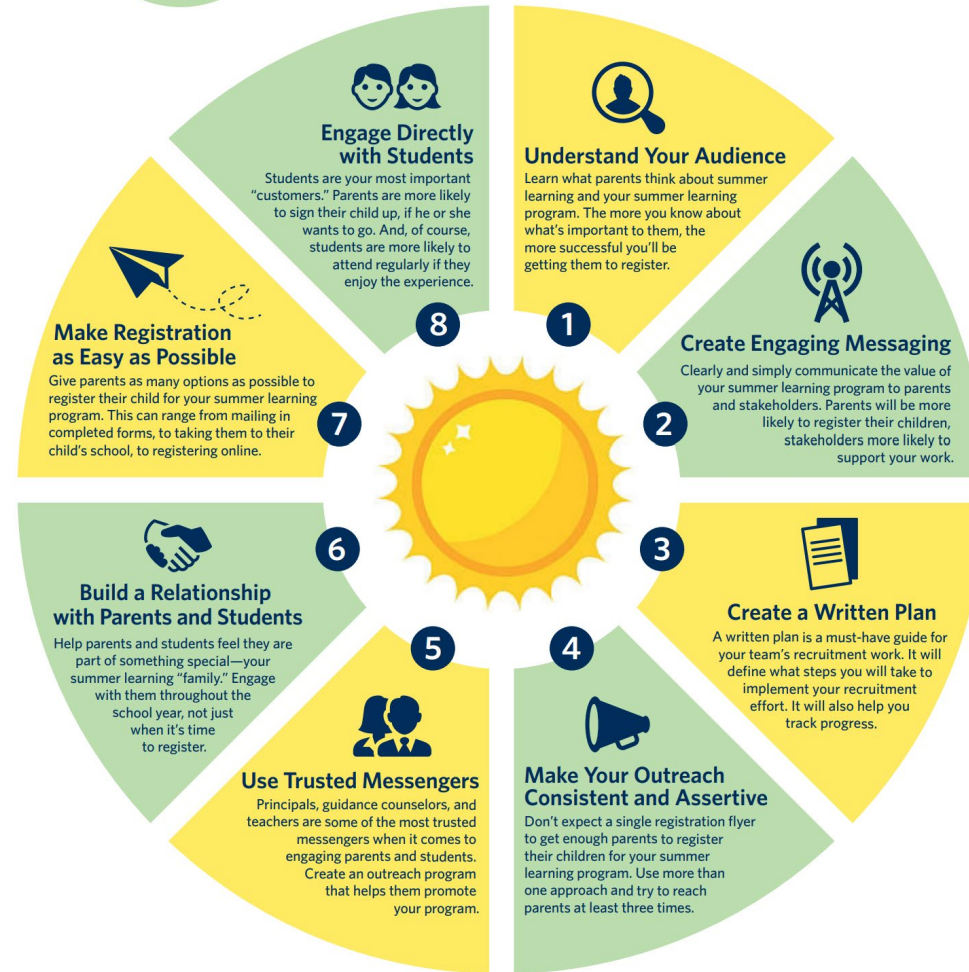 1
Understand Your Audience
Learn what parents think about summer
learning and your summer learning
program. The more you know about
what's important to them, the
more successful you'll be
getting them to register.
2
Create Engaging Messaging
Clearly and simply communicate the value of
your summer learning program to parents
and stakeholders. Parents will be more
likely to register their children,
stakeholders more likely to
support your work.
3
Create a Written Plan
A written plan is a must-have guide for
your team's recruitment work. It will
define what steps you will take to
implement your recruitment
effort. It will also help you
track progress.
4
Make Your Outreach
Consistent and Assertive
Don't expect a single registration flyer
to get enough parents to register
their children for your summer
learning program. Use more than
one approach and try to reach
parents at least three times.
5
Use Trusted Messengers
Principals, guidance counselors, and
teachers are some of the most trusted
messengers when it comes to
engaging parents and students.
Create an outreach program
that helps them promote
your program.
6
Build a Relationship
with Parents and Students
Help parents and students feel they are
part of something special—your
summer learning "family." Engage
with them throughout the
school year, not just
when it's time
to register.
7
Make Registration
as Easy as Possible
Give parents as many options as possible to
register their child for your summer learning
program. This can range from mailing in
completed forms, to taking them to their
child's school, to registering online.
8
Engage Directly
with Students
Students are your most important
"customers." Parents are more likely
to sign their child up, if he or she
wants to go. And, of course,
students are more likely to
attend regularly if they
enjoy the experience.